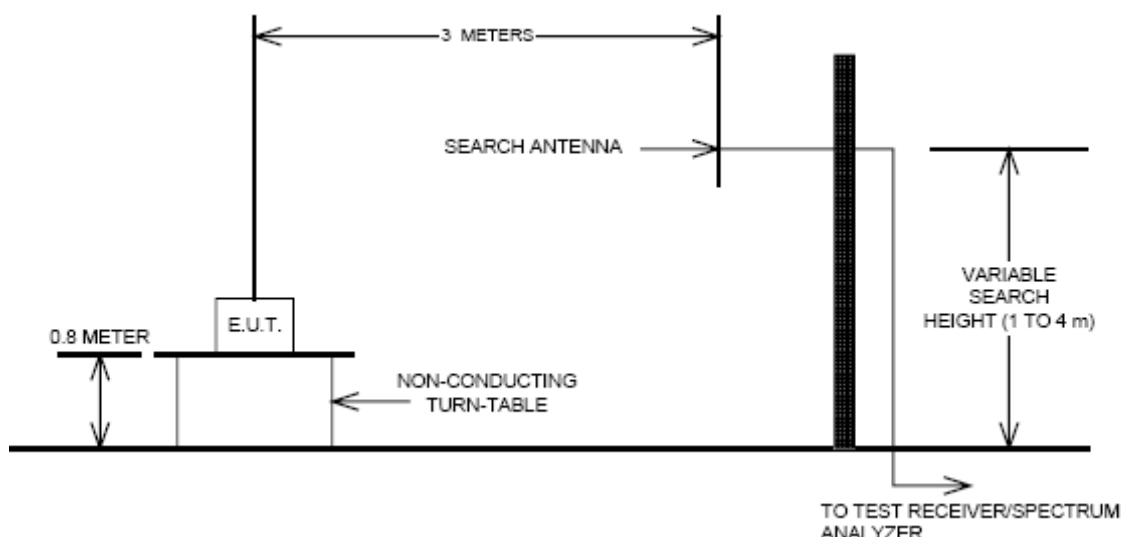 3 METERS
SEARCH ANTENNA
VARIABLE
SEARCH
HEIGHT (1 TO 4 m)
E.U.T.
0.8 METER
NON-CONDUCTING
TURN-TABLE
TO TEST RECEIVER/SPECTRUM
ANALYZER